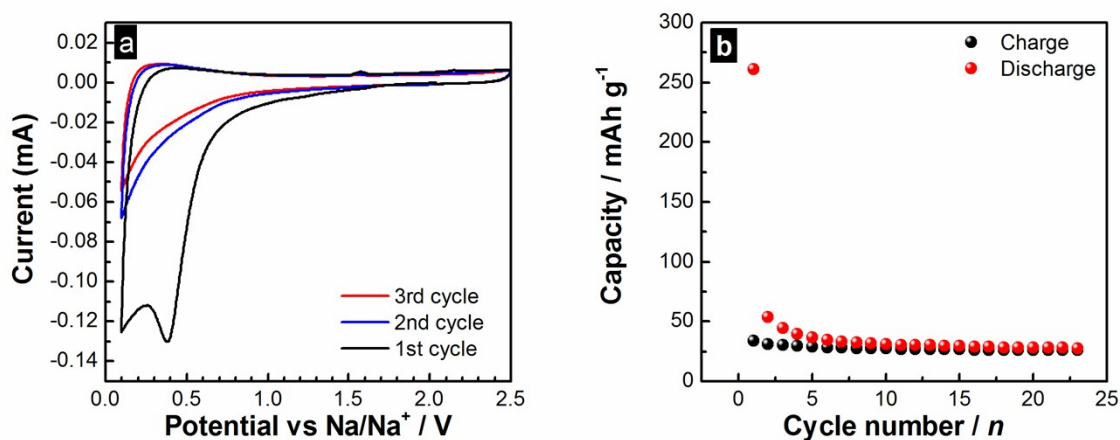 a
0.02
0.00
-0.02
-0.04
-0.06
-0.08
-0.10
-0.12
-0.14
Current (mA)
3rd cycle
2nd cycle
1st cycle
0.0 0.5 1.0 1.5 2.0 2.5
Potential vs Na/Na⁺ / V
b
300
250
200
150
100
50
0
Capacity / mAh g⁻¹
Charge
Discharge
0 5 10 15 20 25
Cycle number / n